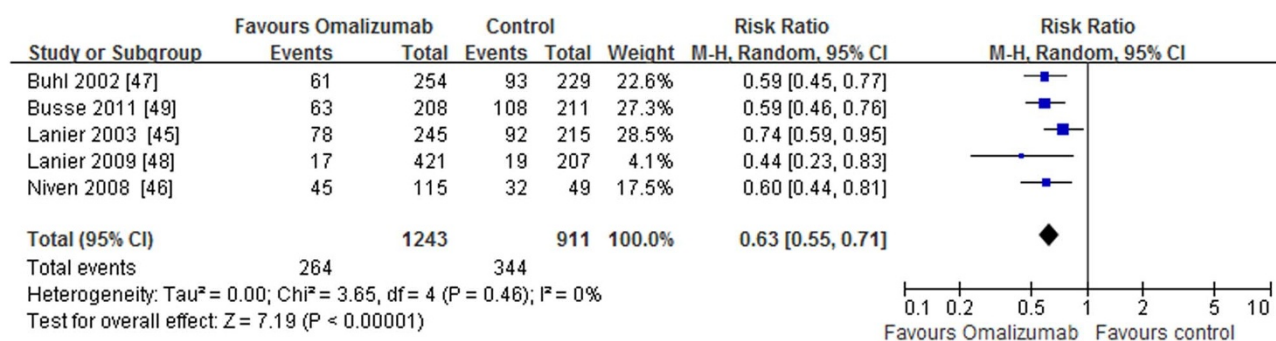 Favours Omalizumab Control Risk Ratio Risk Ratio
Study or Subgroup Events Total Events Total Weight M-H, Random, 95% CI M-H, Random, 95% CI
Buhl 2002 [47] 61 254 93 229 22.6% 0.59 [0.45, 0.77]
Busse 2011 [49] 63 208 108 211 27.3% 0.59 [0.46, 0.76]
Lanier 2003 [45] 78 245 92 215 28.5% 0.74 [0.59, 0.95]
Lanier 2009 [48] 17 421 19 207 4.1% 0.44 [0.23, 0.83]
Niven 2008 [46] 45 115 32 49 17.5% 0.60 [0.44, 0.81]
Total (95% CI) 1243 911 100.0% 0.63 [0.55, 0.71]
Total events 264 344
Heterogeneity: Tau² = 0.00; Chi² = 3.65, df = 4 (P = 0.46); I² = 0%
Test for overall effect: Z = 7.19 (P < 0.00001)
0.1 0.2 0.5 1 2 5 10
Favours Omalizumab Favours control